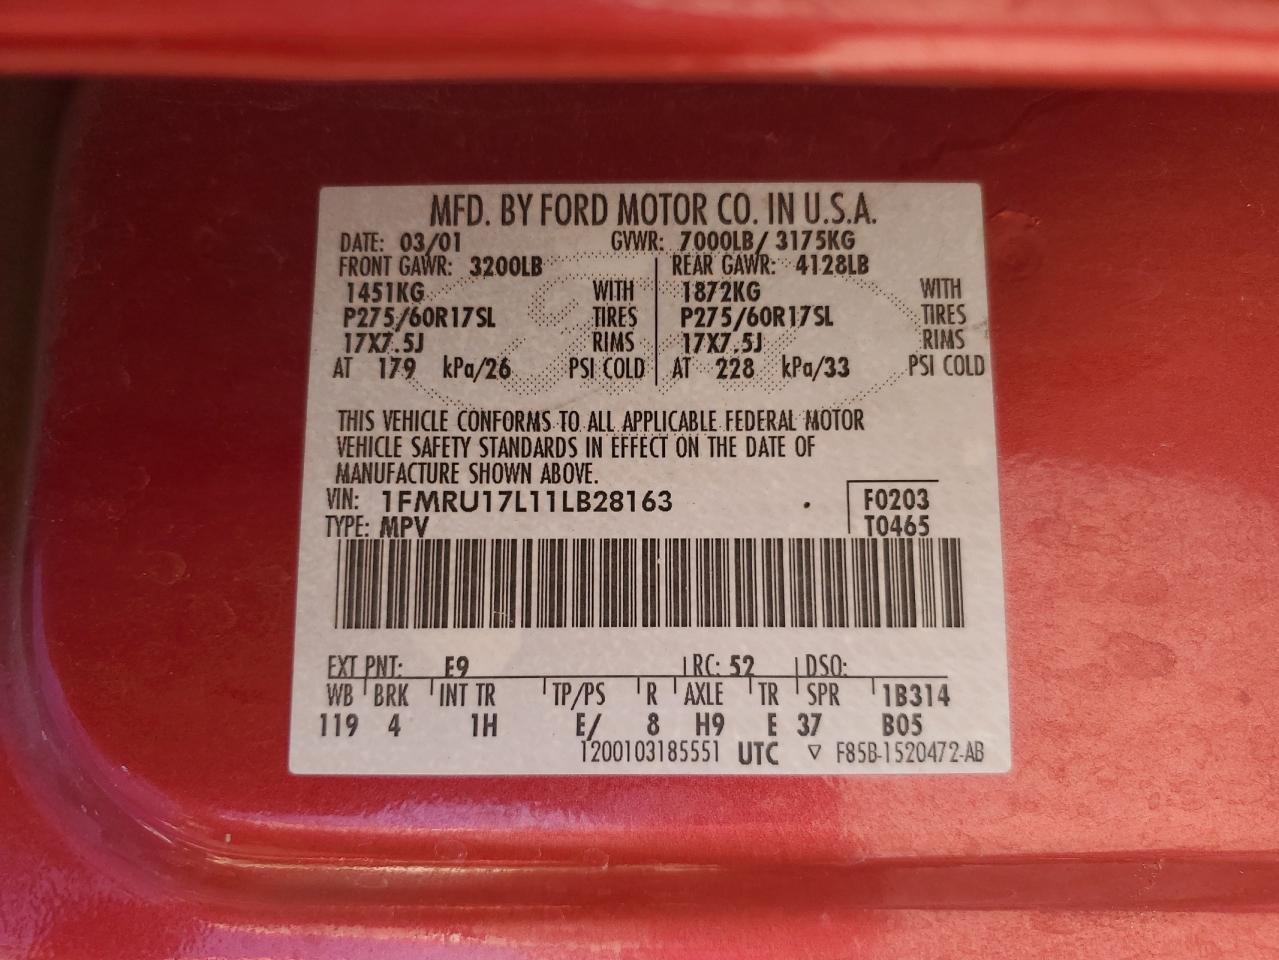 MFD. BY FORD MOTOR CO. IN U.S.A.
DATE: 03/01 GVWR: 7000LB/ 3175KG
FRONT GAWR: 3200LB REAR GAWR: 4128LB
1451KG WITH 1872KG WITH
P275/60R17SL TIRES P275/60R17SL TIRES
17X7.5J RIMS 17X7.5J RIMS
AT 179 kPa/26 PSI COLD AT 228 kPa/33 PSI COLD
THIS VEHICLE CONFORMS TO ALL APPLICABLE FEDERAL MOTOR
VEHICLE SAFETY STANDARDS IN EFFECT ON THE DATE OF
MANUFACTURE SHOWN ABOVE.
VIN: 1FMRU17L11LB28163 F0203
TYPE: MPV T0465
EXT PNT: E9 RC: 52 DSO:
WB BRK INT TR TP/PS R AXLE TR SPR 1B314
119 4 1H E/ 8 H9 E 37 B05
1200103185551 UTC ▽ F85B-1520472-AB